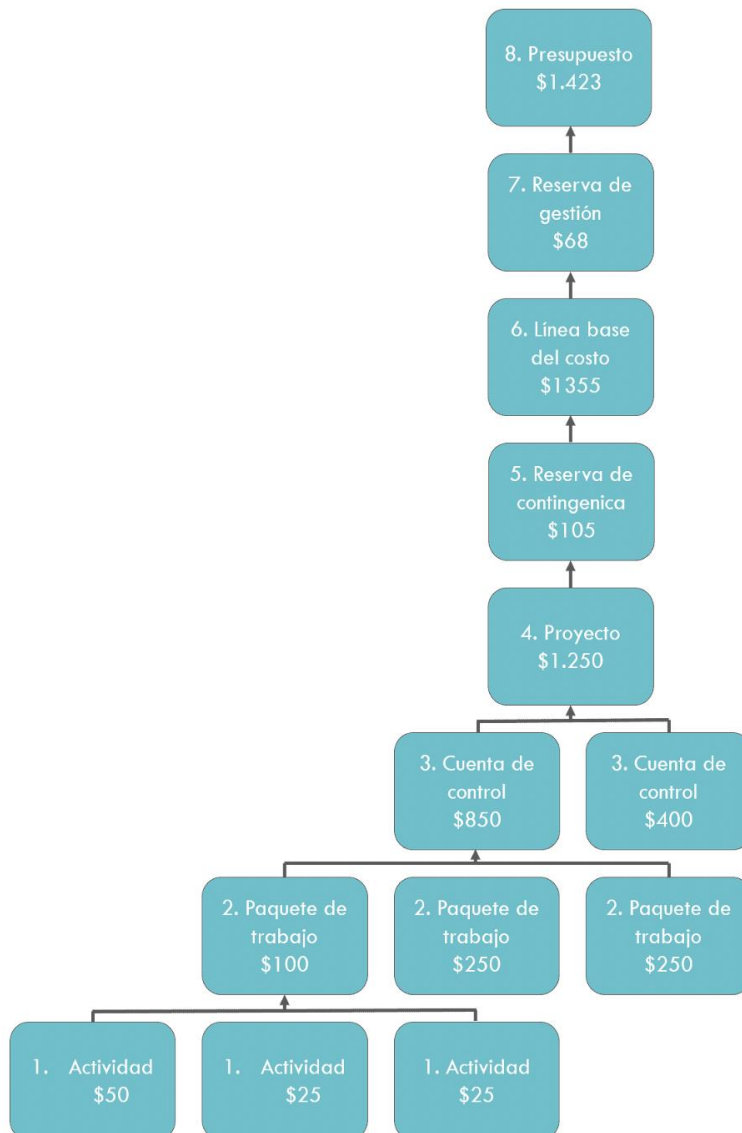 8. Presupuesto
$1.423
7. Reserva de
gestión
$68
6. Línea base
del costo
$1355
5. Reserva de
contingenica
$105
4. Proyecto
$1.250
3. Cuenta de
control
$850
3. Cuenta de
control
$400
2. Paquete de
trabajo
$100
2. Paquete de
trabajo
$250
2. Paquete de
trabajo
$250
1. Actividad
$50
1. Actividad
$25
1. Actividad
$25